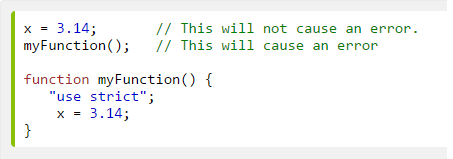 x = 3.14;       // This will not cause an error.
myFunction();   // This will cause an error
function myFunction() {
   "use strict";
    x = 3.14;
}